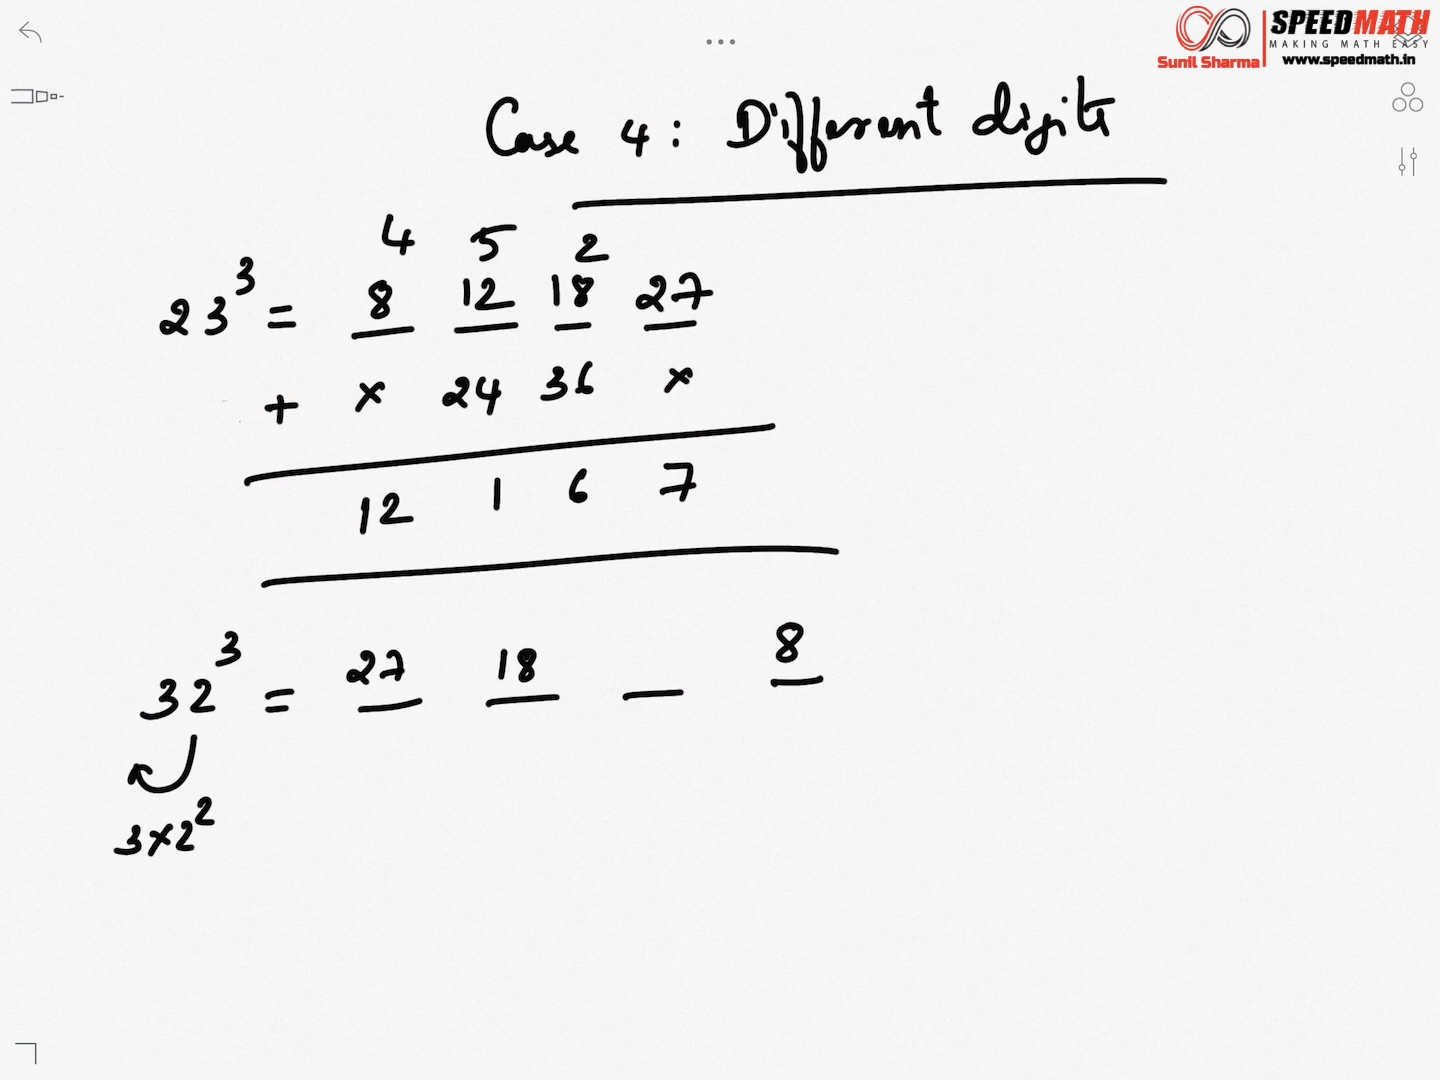 SPEEDMATH
MAKING MATH EASY
Sunil Sharma
www.speedmath.in
Case 4: Different digits
4 5 2
23³ = 8 12 18 27
+ x 24 36 x
12 1 6 7
32³ = 27 18 _ 8
3×2²